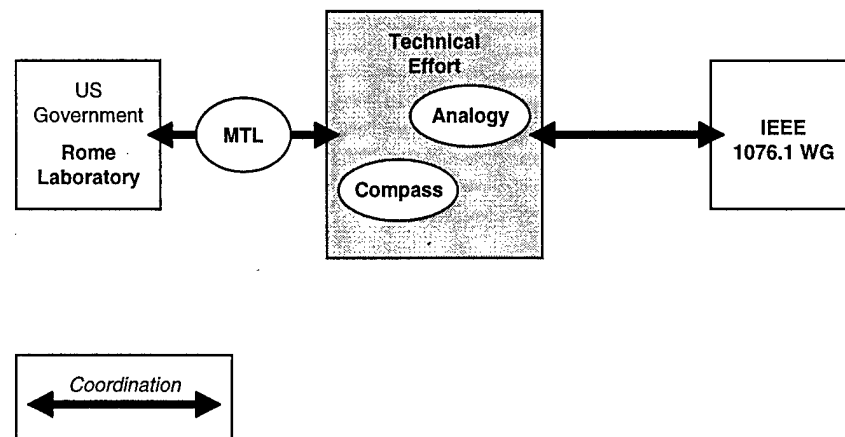 US
Government
Rome
Laboratory
MTL
Technical
Effort
Analogy
Compass
IEEE
1076.1 WG
Coordination